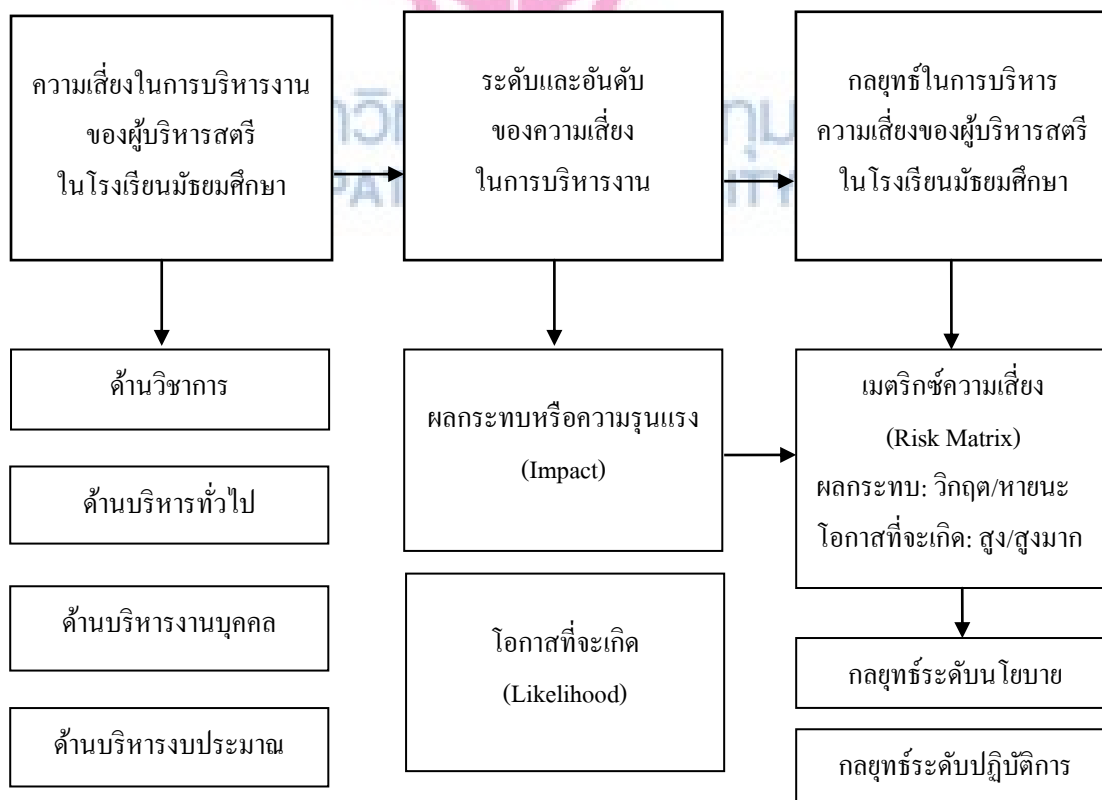 ความเสี่ยงในการบริหารงาน
ของผู้บริหารสตรี
ในโรงเรียนมัธยมศึกษา
ระดับและอันดับ
ของความเสี่ยง
ในการบริหารงาน
กลยุทธ์ในการบริหาร
ความเสี่ยงของผู้บริหารสตรี
ในโรงเรียนมัธยมศึกษา
ด้านวิชาการ
ด้านบริหารทั่วไป
ด้านบริหารงานบุคคล
ด้านบริหารงบประมาณ
ผลกระทบหรือความรุนแรง
(Impact)
โอกาสที่จะเกิด
(Likelihood)
เมตริกซ์ความเสี่ยง
(Risk Matrix)
ผลกระทบ: วิกฤต/หายนะ
โอกาสที่จะเกิด: สูง/สูงมาก
กลยุทธ์ระดับนโยบาย
กลยุทธ์ระดับปฏิบัติการ